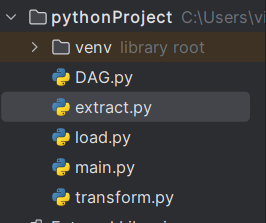 pythonProject C:\Users\vi
venv library root
DAG.py
extract.py
load.py
main.py
transform.py